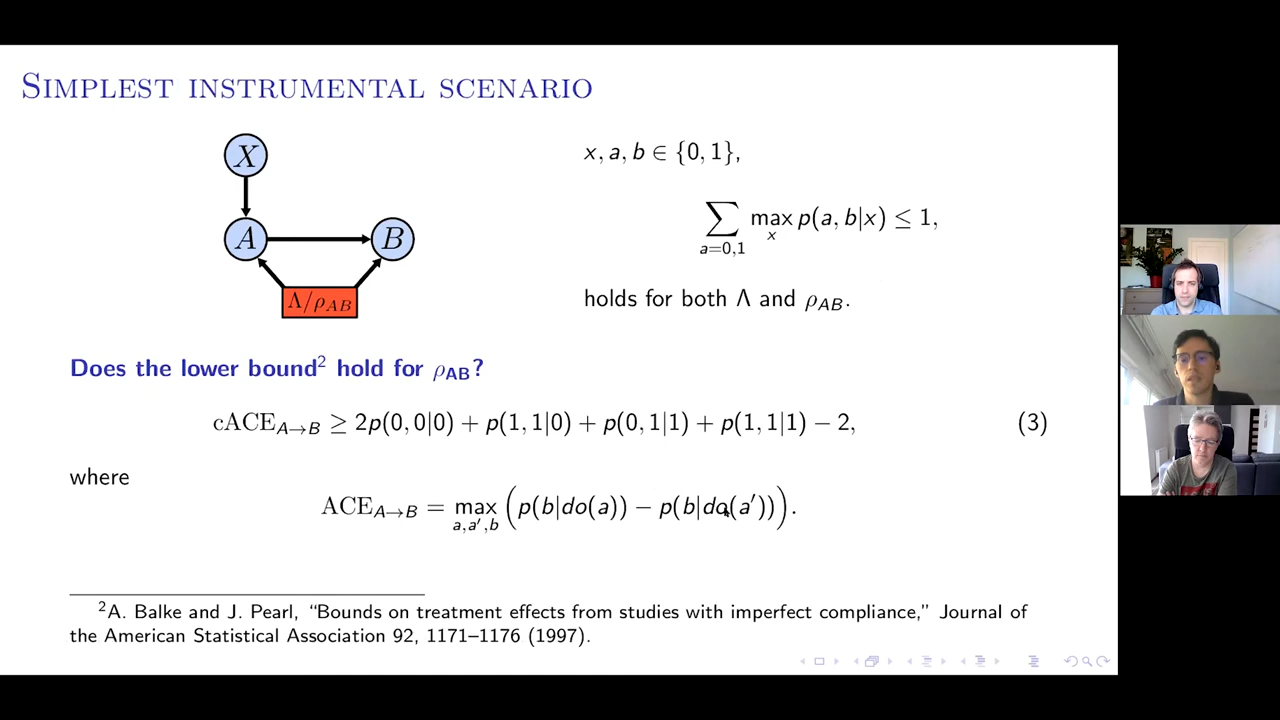 SIMPLEST INSTRUMENTAL SCENARIO
X
A
B
Λ/ρ_AB
x, a, b ∈ {0, 1},
∑_{a=0,1} max_x p(a, b|x) ≤ 1,
holds for both Λ and ρ_AB.
Does the lower bound² hold for ρ_AB?
cACE_{A→B} ≥ 2p(0, 0|0) + p(1, 1|0) + p(0, 1|1) + p(1, 1|1) − 2, (3)
where
ACE_{A→B} = max_{a,a′,b} (p(b|do(a)) − p(b|do(a′))).
²A. Balke and J. Pearl, “Bounds on treatment effects from studies with imperfect compliance,” Journal of
the American Statistical Association 92, 1171–1176 (1997).